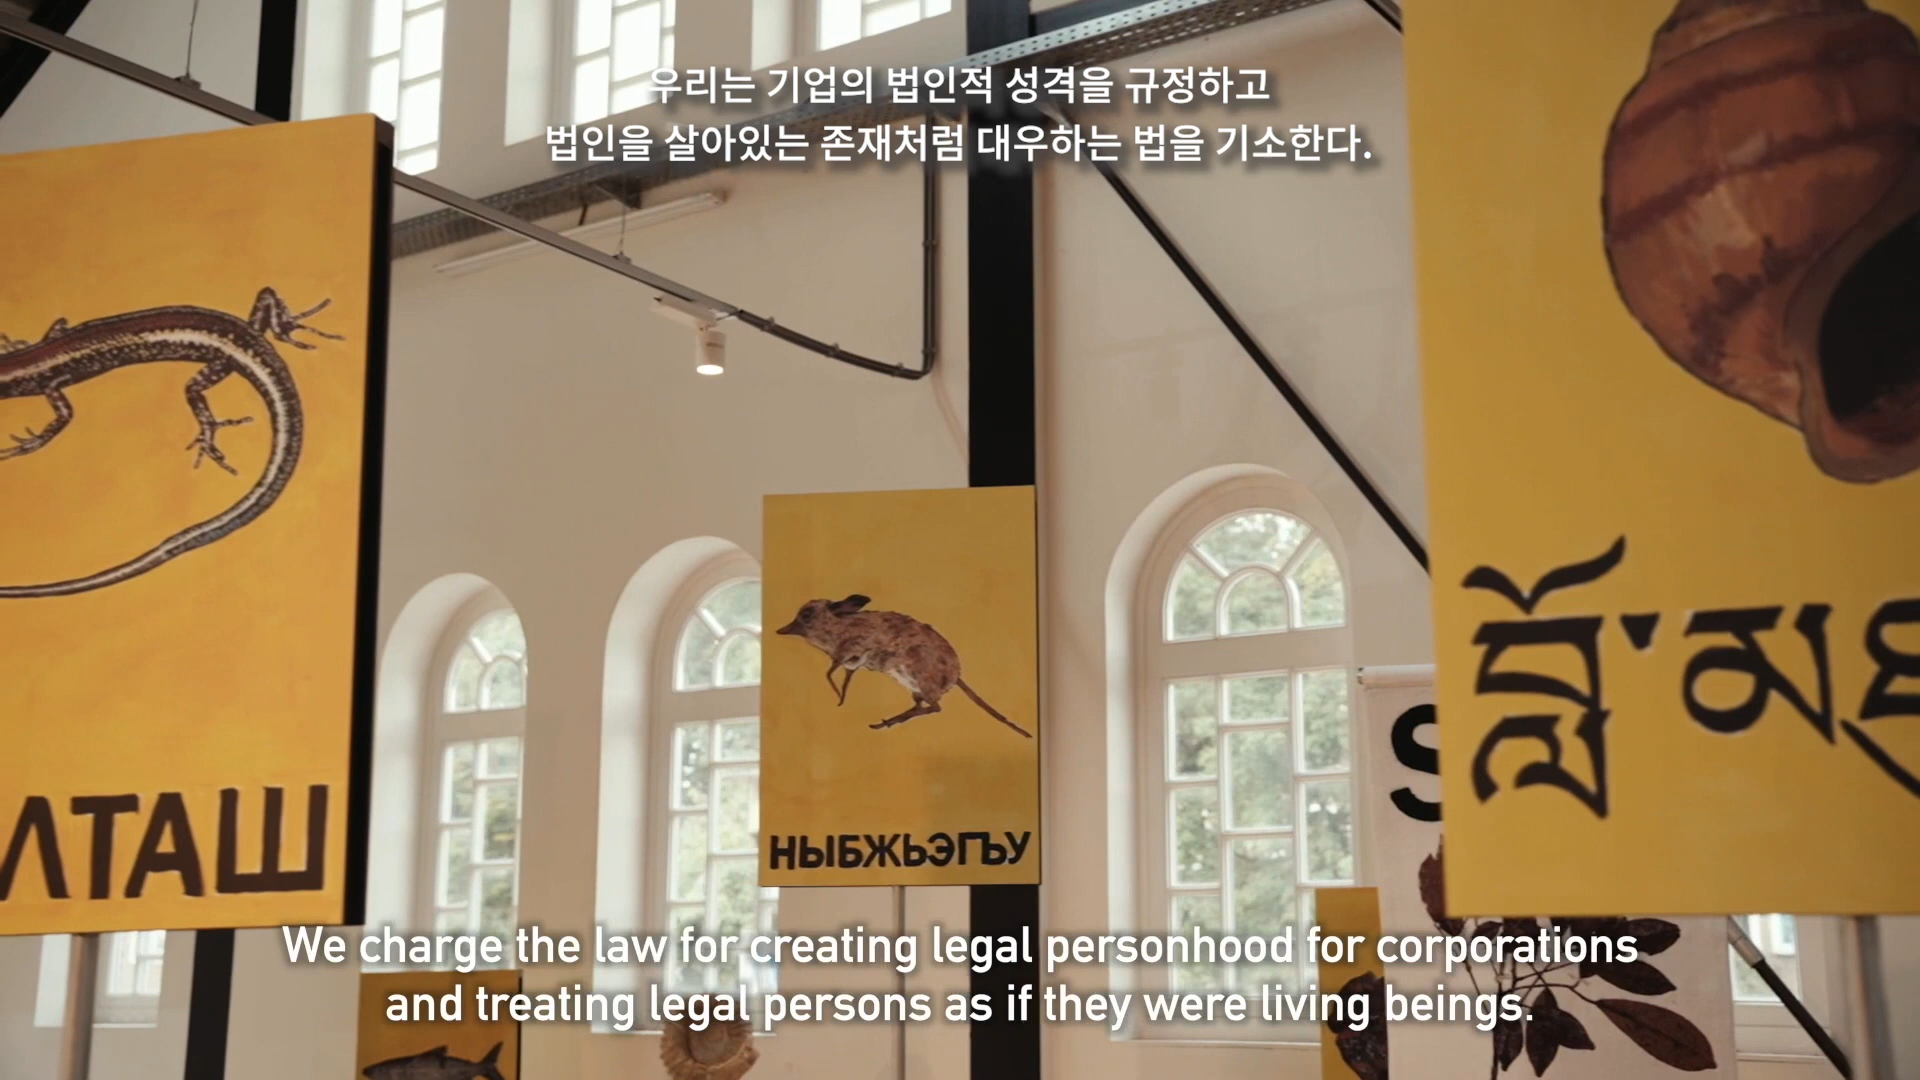 우리는 기업의 법인적 성격을 규정하고
법인을 살아있는 존재처럼 대우하는 법을 기소한다.
ЛТАШ
НЫБЖЬЭГЪУ
S
We charge the law for creating legal personhood for corporations
and treating legal persons as if they were living beings.